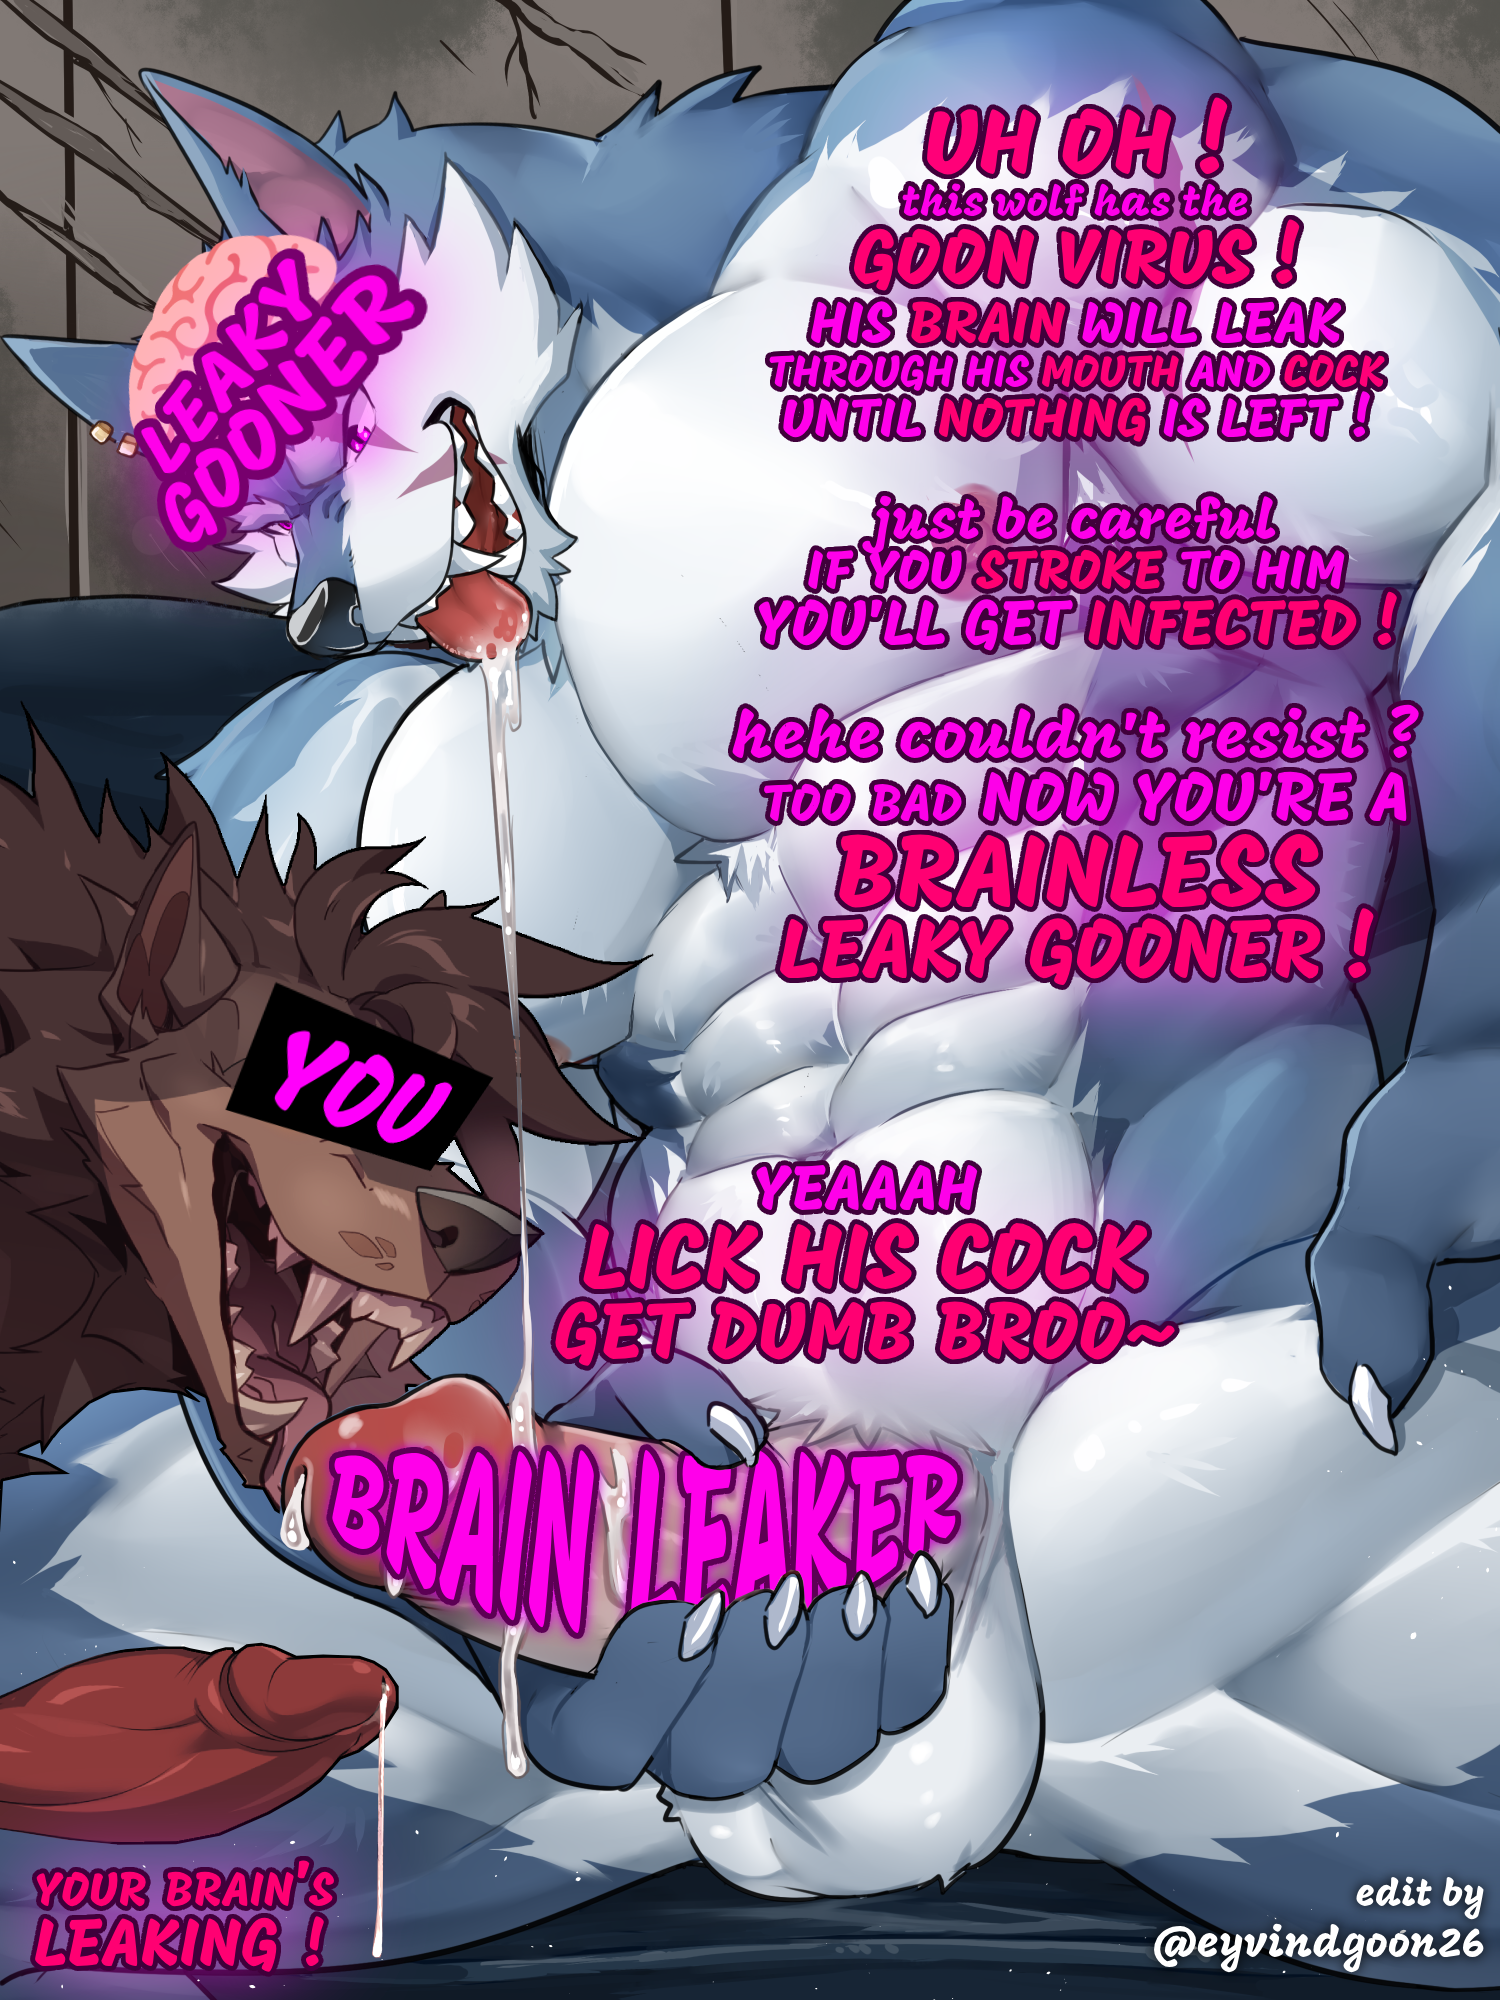 UH OH !
this wolf has the
GOON VIRUS !
HIS BRAIN WILL LEAK
THROUGH HIS MOUTH AND COCK
UNTIL NOTHING IS LEFT !
LEAKY
GOONER
just be careful
IF YOU STROKE TO HIM
YOU'LL GET INFECTED !
hehe couldn't resist ?
TOO BAD NOW YOU'RE A
BRAINLESS
LEAKY GOONER !
YOU
YEAAAH
LICK HIS COCK
GET DUMB BROO~
BRAIN LEAKER
YOUR BRAIN'S
LEAKING !
edit by
@eyvindgoon26